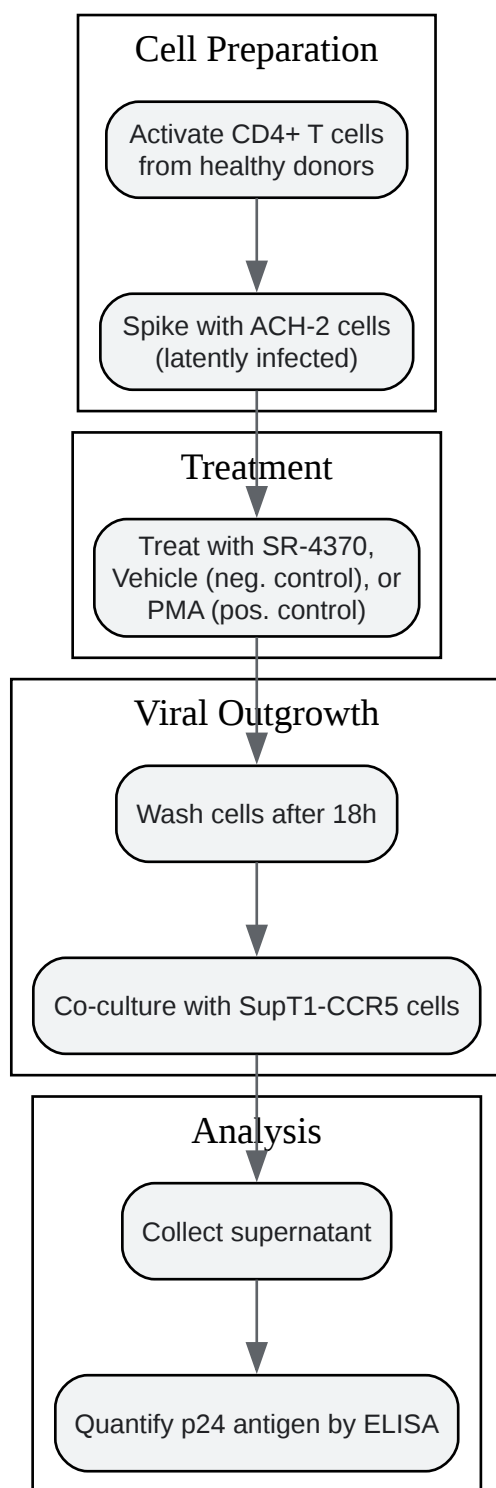 Cell Preparation
Activate CD4+ T cells
from healthy donors
Spike with ACH-2 cells
(latently infected)
Treatment
Treat with SR-4370,
Vehicle (neg. control), or
PMA (pos. control)
Viral Outgrowth
Wash cells after 18h
Co-culture with SupT1-CCR5 cells
Analysis
Collect supernatant
Quantify p24 antigen by ELISA